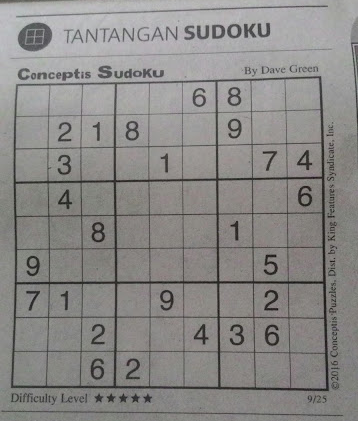 TANTANGAN SUDOKU
Conceptis SudoKu By Dave Green
6 8
2 1 8 9
3 1 7 4
4 6
8 1
9 5
7 1 9 2
2 4 3 6
6 2
Difficulty Level ★★★★★ 9/25
©2016 Conceptis Puzzles, Dist. by King Features Syndicate, Inc.